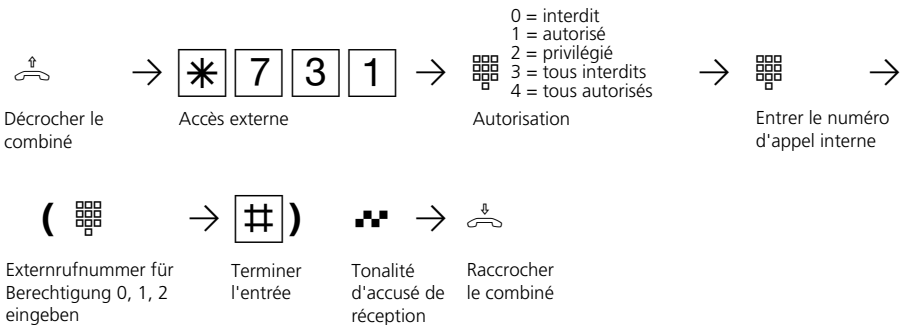 0 = interdit
1 = autorisé
2 = privilégié
3 = tous interdits
4 = tous autorisés
* 7 3 1
Décrocher le
combiné
Accès externe
Autorisation
Entrer le numéro
d'appel interne
( # )
Externrufnummer für
Berechtigung 0, 1, 2
eingeben
Terminer
l'entrée
Tonalité
d'accusé de
réception
Raccrocher
le combiné